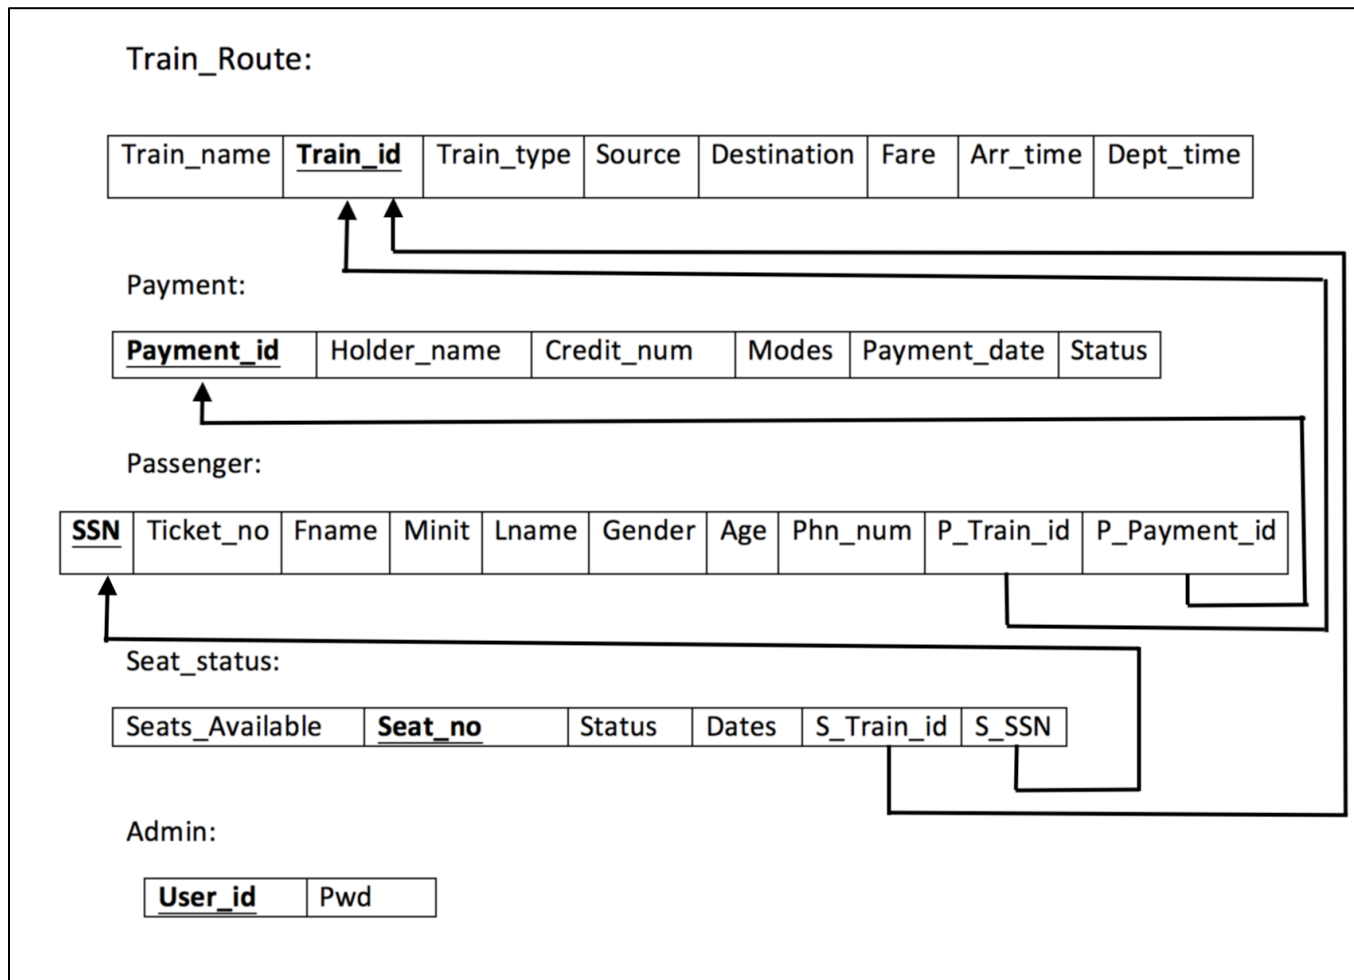 Train_Route:
Train_name Train_id Train_type Source Destination Fare Arr_time Dept_time
Payment:
Payment_id Holder_name Credit_num Modes Payment_date Status
Passenger:
SSN Ticket_no Fname Minit Lname Gender Age Phn_num P_Train_id P_Payment_id
Seat_status:
Seats_Available Seat_no Status Dates S_Train_id S_SSN
Admin:
User_id Pwd